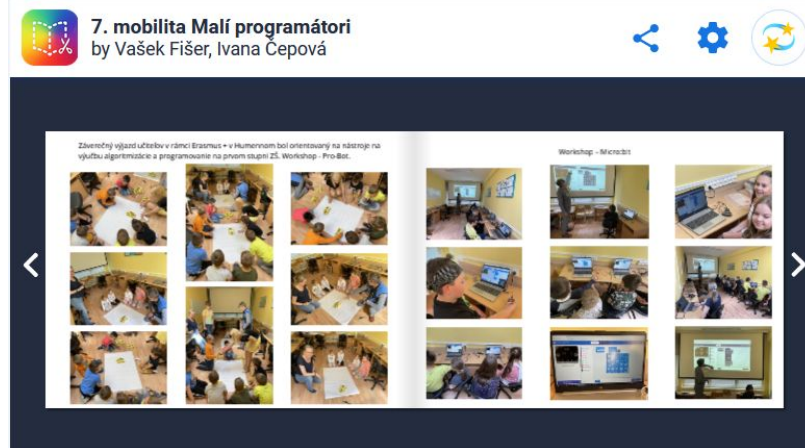 7. mobilita Malí programátori
by Vašek Fišer, Ivana Čepová
Záverečný výjazd učiteľov v rámci Erasmus + v Humennom bol orientovaný na nástroje na
výučbu algoritmizácie a programovanie na prvom stupni ZŠ. Workshop - Pro-Bot.
Workshop - Micro:bit